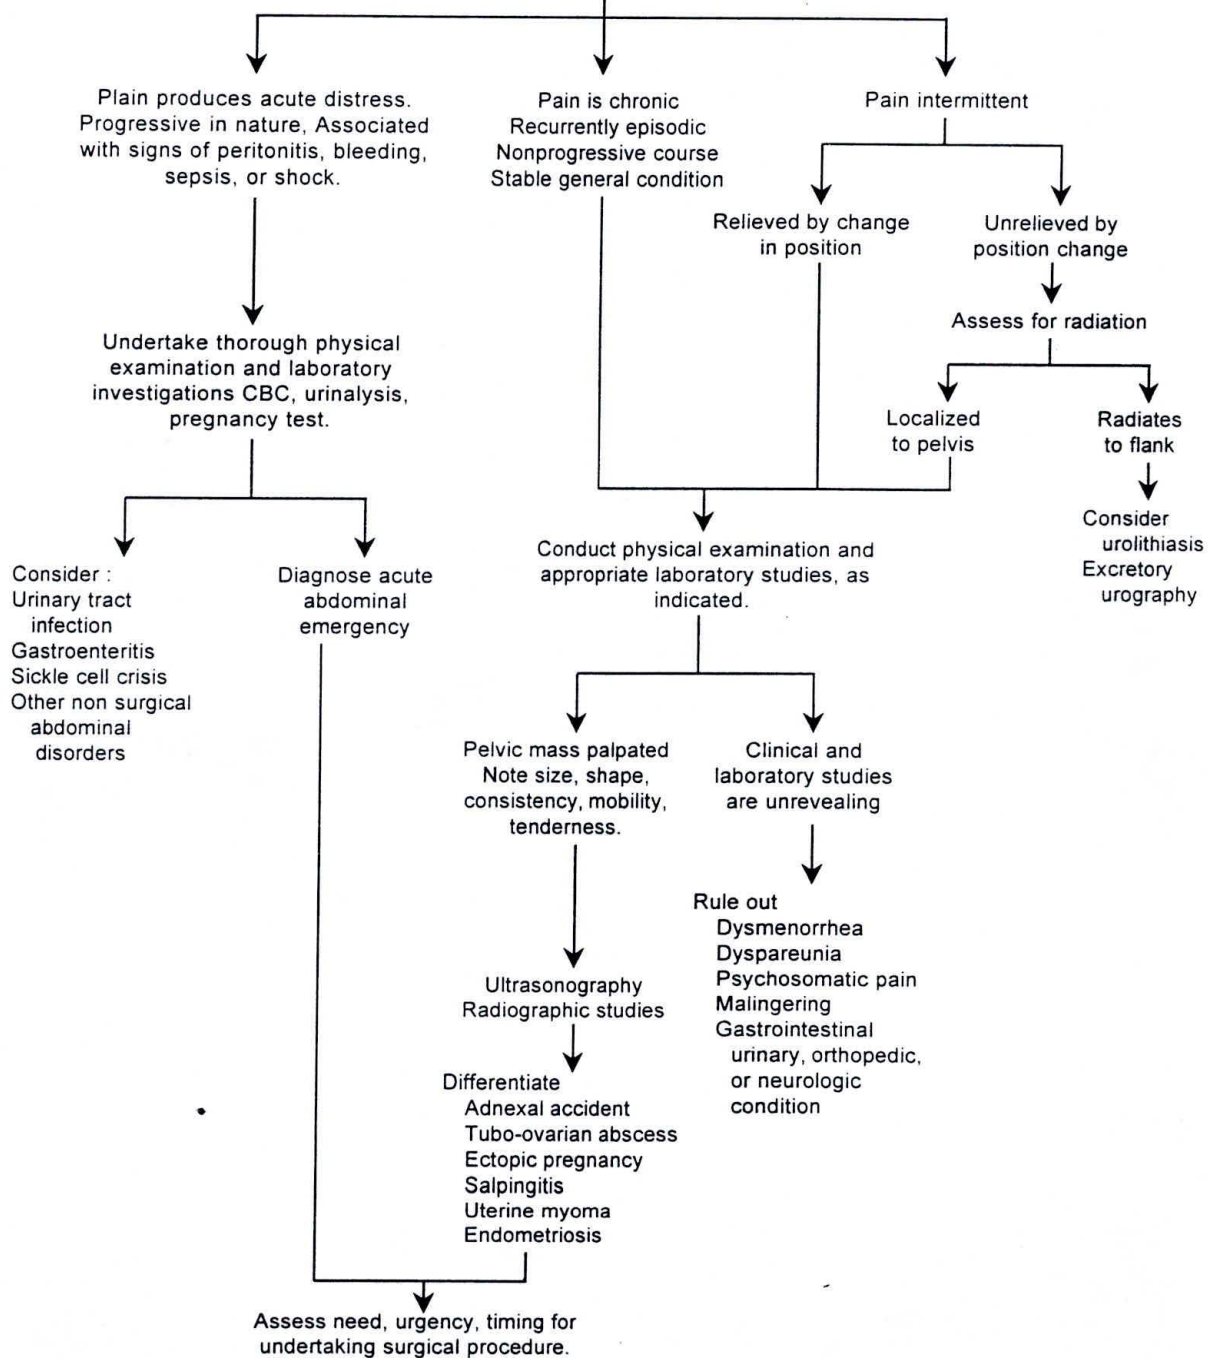 Plain produces acute distress.
Progressive in nature, Associated
with signs of peritonitis, bleeding,
sepsis, or shock.
Pain is chronic
Recurrently episodic
Nonprogressive course
Stable general condition
Pain intermittent
Relieved by change
in position
Unrelieved by
position change
Assess for radiation
Localized
to pelvis
Radiates
to flank
Consider
urolithiasis
Excretory
urography
Undertake thorough physical
examination and laboratory
investigations CBC, urinalysis,
pregnancy test.
Consider :
Urinary tract
infection
Gastroenteritis
Sickle cell crisis
Other non surgical
abdominal
disorders
Diagnose acute
abdominal
emergency
Conduct physical examination and
appropriate laboratory studies, as
indicated.
Pelvic mass palpated
Note size, shape,
consistency, mobility,
tenderness.
Clinical and
laboratory studies
are unrevealing
Rule out
Dysmenorrhea
Dyspareunia
Psychosomatic pain
Malingering
Gastrointestinal
urinary, orthopedic,
or neurologic
condition
Ultrasonography
Radiographic studies
Differentiate
Adnexal accident
Tubo-ovarian abscess
Ectopic pregnancy
Salpingitis
Uterine myoma
Endometriosis
Assess need, urgency, timing for
undertaking surgical procedure.